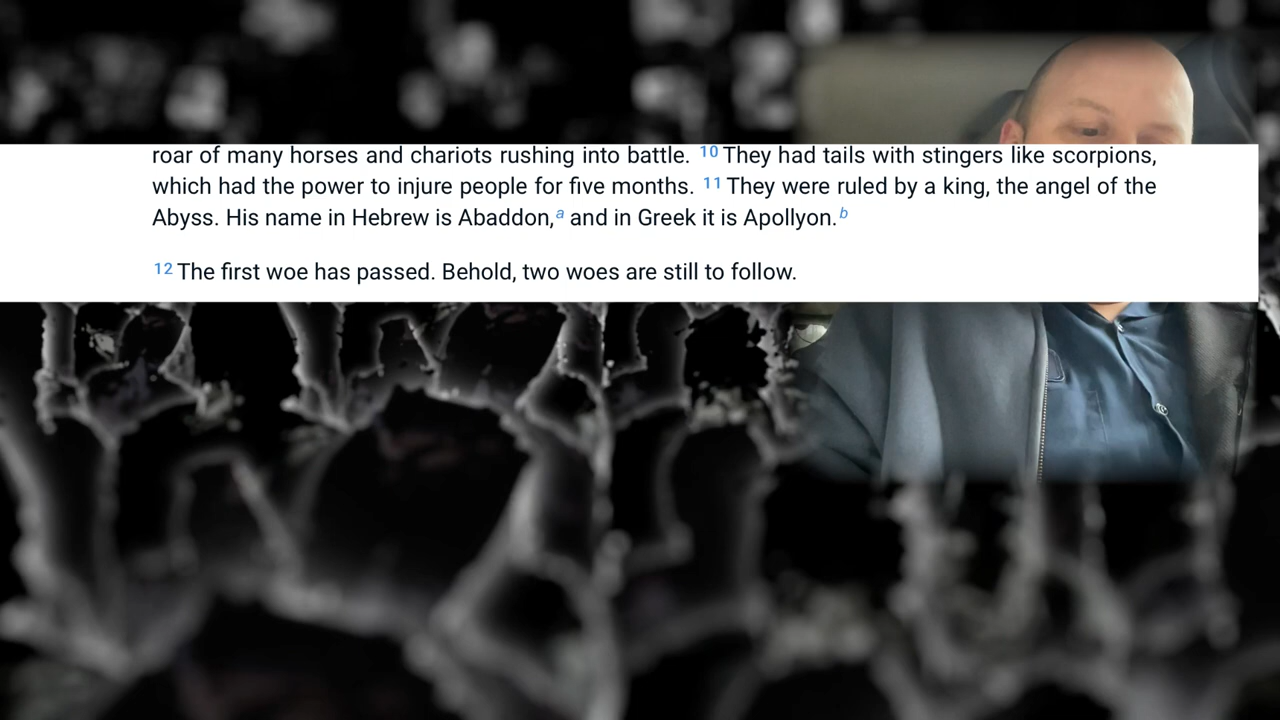 roar of many horses and chariots rushing into battle. 10 They had tails with stingers like scorpions,
which had the power to injure people for five months. 11 They were ruled by a king, the angel of the
Abyss. His name in Hebrew is Abaddon,a and in Greek it is Apollyon.b
12 The first woe has passed. Behold, two woes are still to follow.